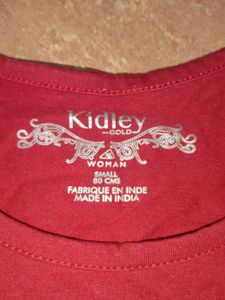 Kidley
GOLD
WOMAN
SMALL
80 CMS
FABRIQUE EN INDE
MADE IN INDIA